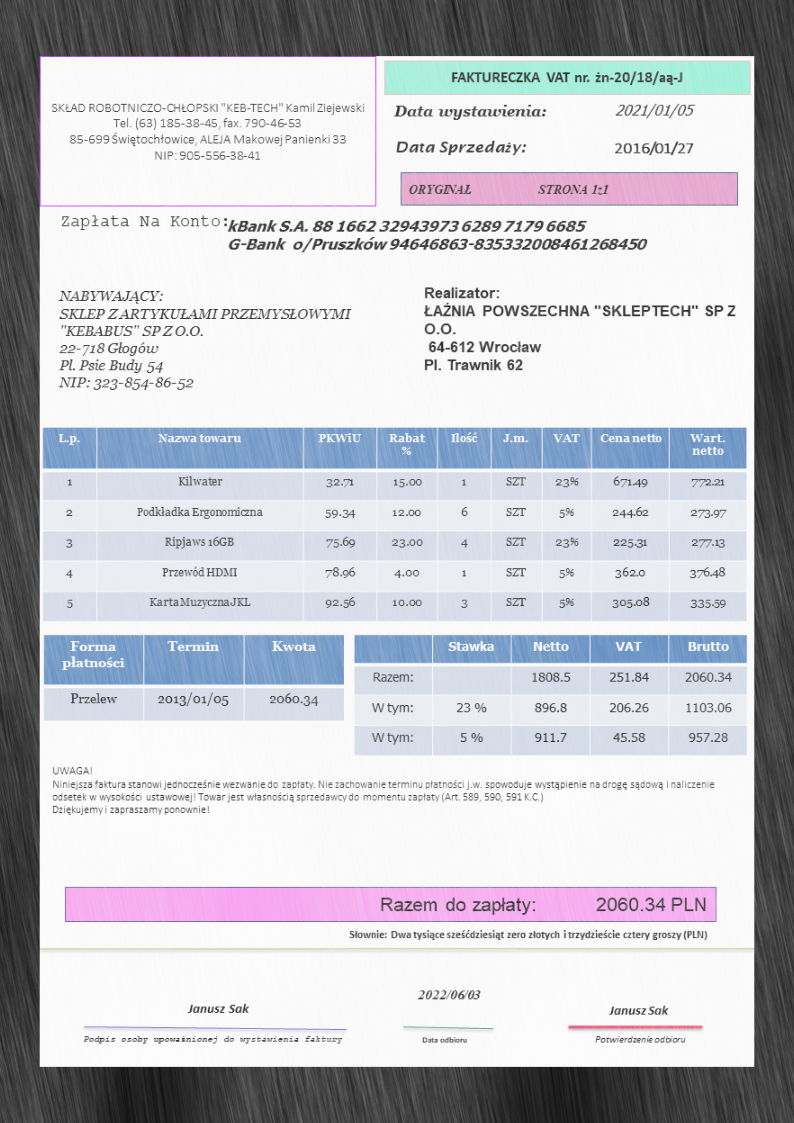 SKŁAD ROBOTNICZO-CHŁOPSKI "KEB-TECH" Kamil Ziejewski
Tel. (63) 185-38-45, fax. 790-46-53
85-699 Świętochłowice, ALEJA Makowej Panienki 33
NIP: 905-556-38-41
FAKTURECZKA VAT nr. żn-20/18/aą-J
Data wystawienia: 2021/01/05
Data Sprzedaży: 2016/01/27
ORYGINAŁ STRONA 1z1
Zapłata Na Konto: kBank S.A. 88 1662 32943973 6289 7179 6685
G-Bank o/Pruszków 94646863-835332008461268450
NABYWAJĄCY:
SKLEP Z ARTYKUŁAMI PRZEMYSŁOWYMI
"KEBABUS" SP Z O.O.
22-718 Głogów
Pl. Psie Budy 54
NIP: 323-854-86-52
Realizator:
ŁAŹNIA POWSZECHNA "SKLEPTECH" SP Z
O.O.
64-612 Wrocław
Pl. Trawnik 62
L.p. Nazwa towaru PKWiU Rabat % Ilość J.m. VAT Cena netto Wart. netto
1 Kilwater 32.71 15.00 1 SZT 23% 671.49 772.21
2 Podkładka Ergonomiczna 59.34 12.00 6 SZT 5% 244.62 273.97
3 Ripjaws 16GB 75.69 23.00 4 SZT 23% 225.31 277.13
4 Przewód HDMI 78.96 4.00 1 SZT 5% 362.0 376.48
5 Karta Muzyczna JKL 92.56 10.00 3 SZT 5% 305.08 335.59
Forma płatności Termin Kwota
Przelew 2013/01/05 2060.34
Stawka Netto VAT Brutto
Razem: 1808.5 251.84 2060.34
W tym: 23 % 896.8 206.26 1103.06
W tym: 5 % 911.7 45.58 957.28
UWAGA!
Niniejsza faktura stanowi jednocześnie wezwanie do zapłaty. Nie zachowanie terminu płatności j.w. spowoduje wystąpienie na drogę sądową i naliczenie
odsetek w wysokości ustawowej! Towar jest własnością sprzedawcy do momentu zapłaty (Art. 589, 590, 591 K.C.)
Dziękujemy i zapraszamy ponownie!
Razem do zapłaty: 2060.34 PLN
Słownie: Dwa tysiące sześćdziesiąt zero złotych i trzydzieście cztery groszy (PLN)
Janusz Sak
Podpis osoby upoważnionej do wystawienia faktury
2022/06/03
Data odbioru
Janusz Sak
Potwierdzenie odbioru